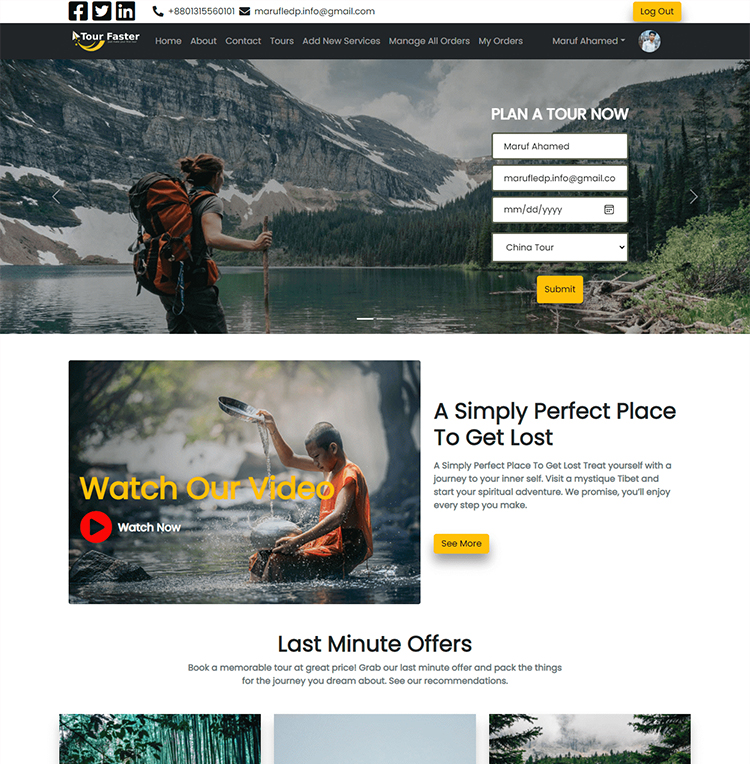 +8801315560101 marufledp.info@gmail.com
Log Out
Tour Faster
Home About Contact Tours Add New Services Manage All Orders My Orders Maruf Ahamed
PLAN A TOUR NOW
Maruf Ahamed
marufledp.info@gmail.co
mm/dd/yyyy
China Tour
Submit
Watch Our Video
Watch Now
A Simply Perfect Place
To Get Lost
A Simply Perfect Place To Get Lost Treat yourself with a
journey to your inner self. Visit a mystique Tibet and
start your spiritual adventure. We promise, you'll enjoy
every step you make.
See More
Last Minute Offers
Book a memorable tour at great price! Grab our last minute offer and pack the things
for the journey you dream about. See our recommendations.